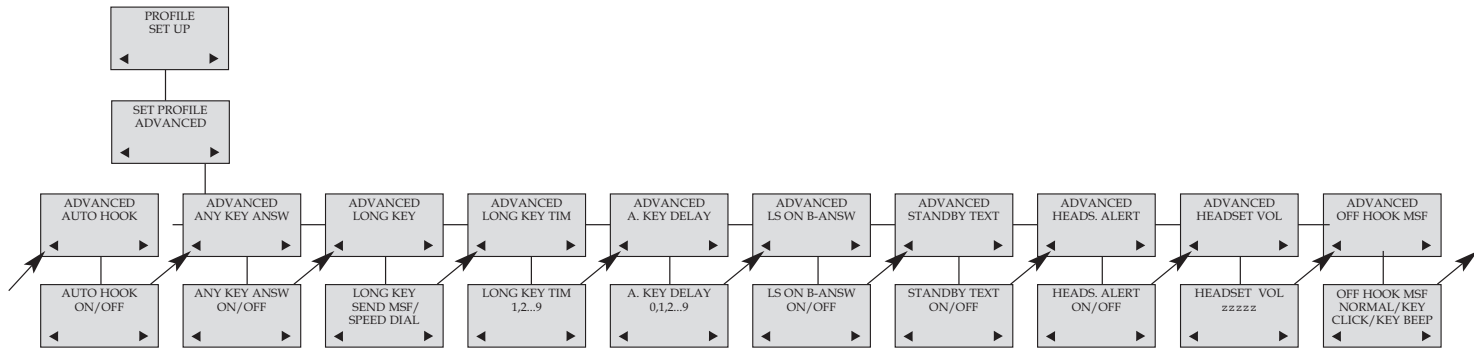 PROFILE
SET UP
SET PROFILE
ADVANCED
ADVANCED
AUTO HOOK
ADVANCED
ANY KEY ANSW
ADVANCED
LONG KEY
ADVANCED
LONG KEY TIM
ADVANCED
A. KEY DELAY
ADVANCED
LS ON B-ANSW
ADVANCED
STANDBY TEXT
ADVANCED
HEADS. ALERT
ADVANCED
HEADSET VOL
ADVANCED
OFF HOOK MSF
AUTO HOOK
ON/OFF
ANY KEY ANSW
ON/OFF
LONG KEY
SEND MSF/
SPEED DIAL
LONG KEY TIM
1,2...9
A. KEY DELAY
0,1,2...9
LS ON B-ANSW
ON/OFF
STANDBY TEXT
ON/OFF
HEADS. ALERT
ON/OFF
HEADSET VOL
zzzzz
OFF HOOK MSF
NORMAL/KEY
CLICK/KEY BEEP